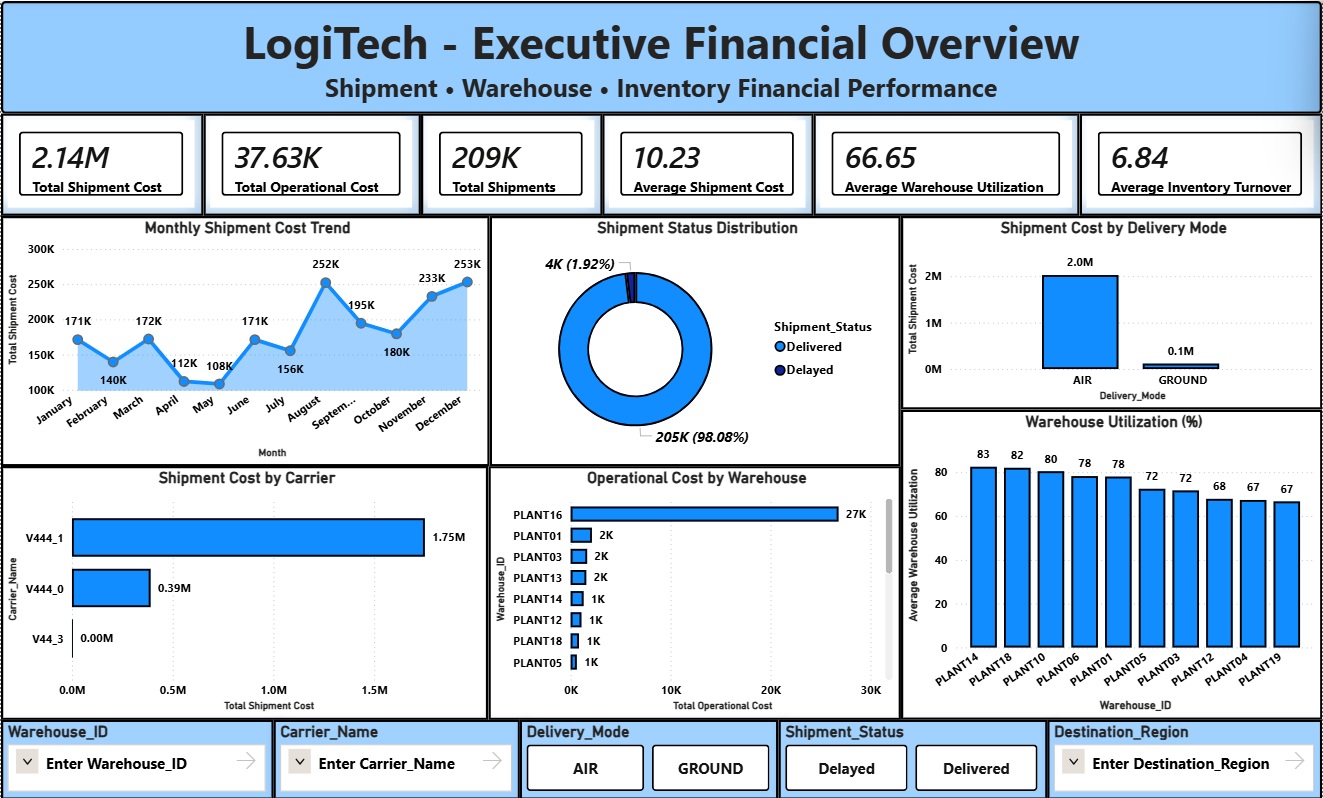 LogiTech - Executive Financial Overview
Shipment • Warehouse • Inventory Financial Performance
2.14M
Total Shipment Cost
37.63K
Total Operational Cost
209K
Total Shipments
10.23
Average Shipment Cost
66.65
Average Warehouse Utilization
6.84
Average Inventory Turnover
Monthly Shipment Cost Trend
Total Shipment Cost
300K
250K
200K
150K
100K
171K
140K
172K
112K
108K
171K
156K
252K
195K
180K
233K
253K
January
February
March
April
May
June
July
August
Septem...
October
November
December
Month
Shipment Status Distribution
4K (1.92%)
205K (98.08%)
Shipment_Status
Delivered
Delayed
Shipment Cost by Delivery Mode
Total Shipment Cost
2M
1M
0M
2.0M
0.1M
AIR
GROUND
Delivery_Mode
Shipment Cost by Carrier
Carrier_Name
V444_1
1.75M
V444_0
0.39M
V44_3
0.00M
0.0M
0.5M
1.0M
1.5M
Total Shipment Cost
Operational Cost by Warehouse
Warehouse_ID
PLANT16
27K
PLANT01
2K
PLANT03
2K
PLANT13
2K
PLANT14
1K
PLANT12
1K
PLANT18
1K
PLANT05
1K
0K
10K
20K
30K
Total Operational Cost
Warehouse Utilization (%)
Average Warehouse Utilization
80
60
40
20
0
83
82
80
78
78
72
72
68
67
67
PLANT14
PLANT18
PLANT10
PLANT06
PLANT01
PLANT05
PLANT03
PLANT12
PLANT04
PLANT19
Warehouse_ID
Warehouse_ID
Enter Warehouse_ID
Carrier_Name
Enter Carrier_Name
Delivery_Mode
AIR
GROUND
Shipment_Status
Delayed
Delivered
Destination_Region
Enter Destination_Region